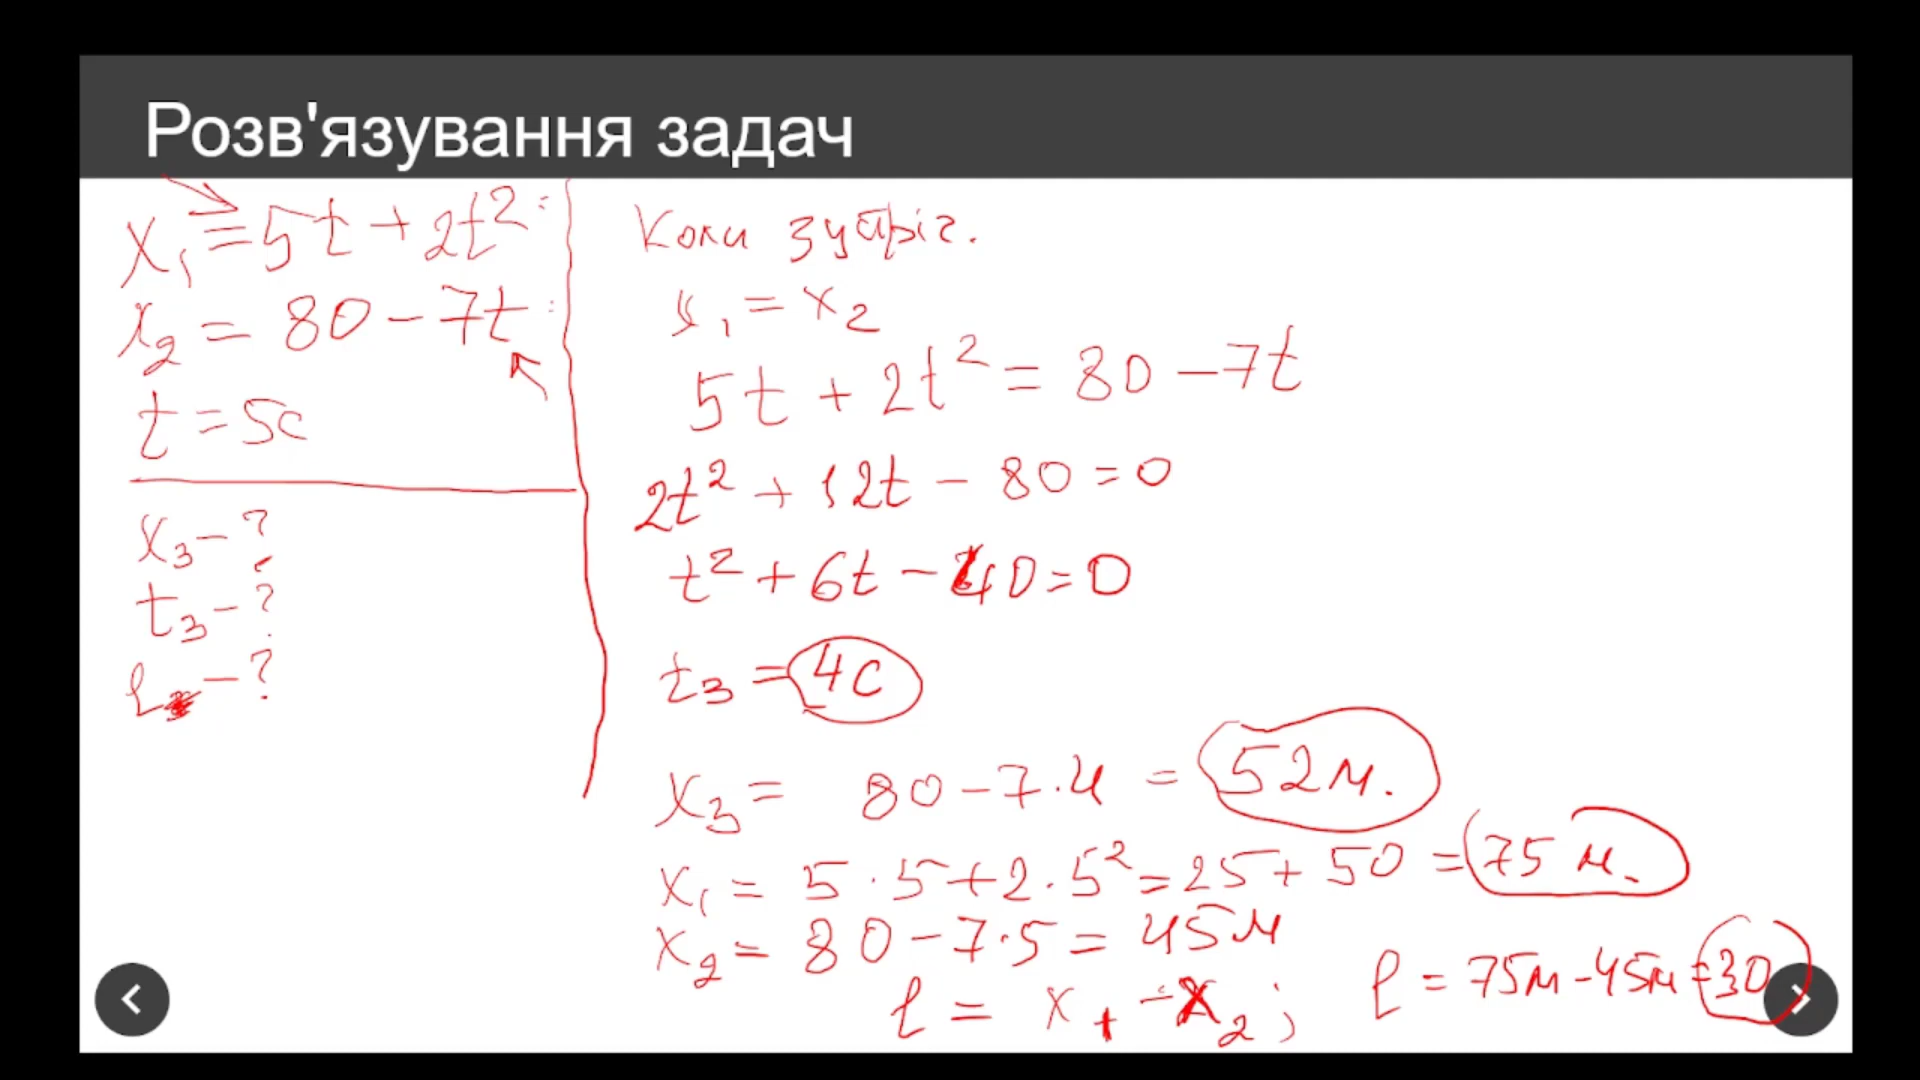 Розв'язування задач
x₁ = 5t + 2t²
x₂ = 80 - 7t
t = 5c
x₃ - ?
t₃ - ?
ℓ - ?
Коли зустріг.
x₁ = x₂
5t + 2t² = 80 - 7t
2t² + 12t - 80 = 0
t² + 6t - 40 = 0
t₃ = 4c
x₃ = 80 - 7·4 = 52м.
x₁ = 5·5 + 2·5² = 25 + 50 = 75 м.
x₂ = 80 - 7·5 = 45м
ℓ = x₁ - x₂; ℓ = 75м - 45м = 30